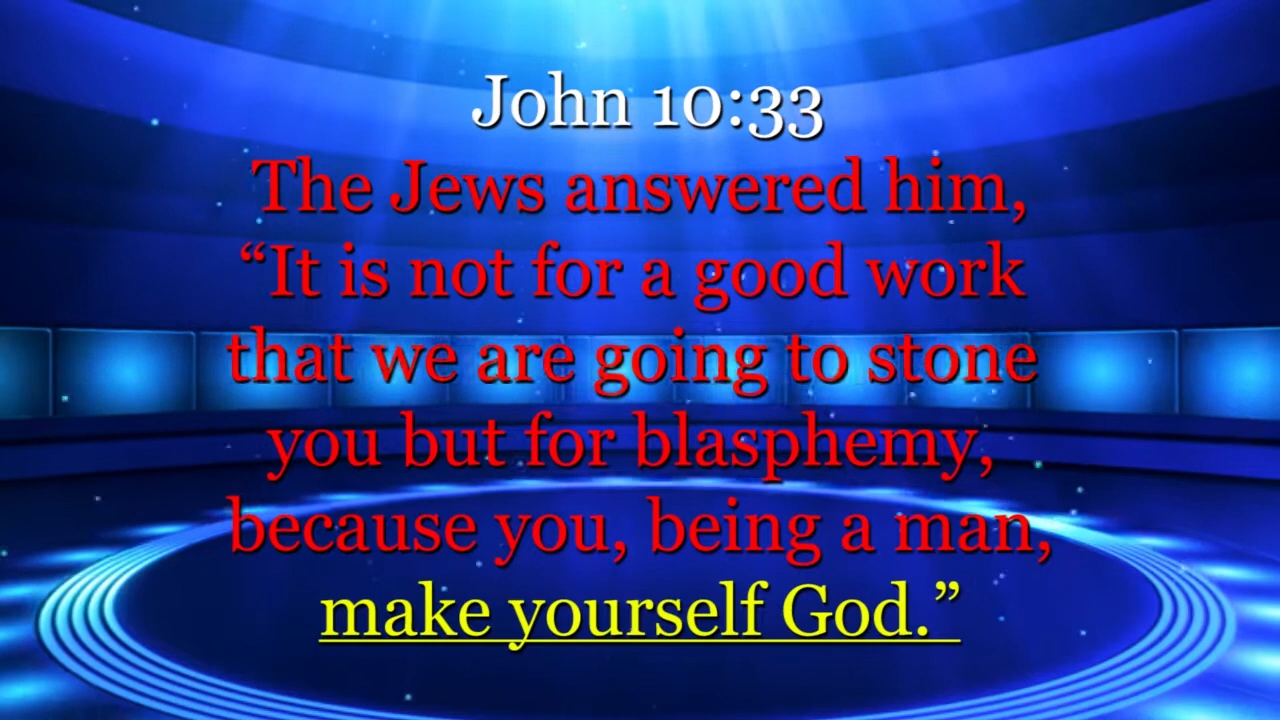 John 10:33
The Jews answered him,
“It is not for a good work
that we are going to stone
you but for blasphemy,
because you, being a man,
make yourself God.”